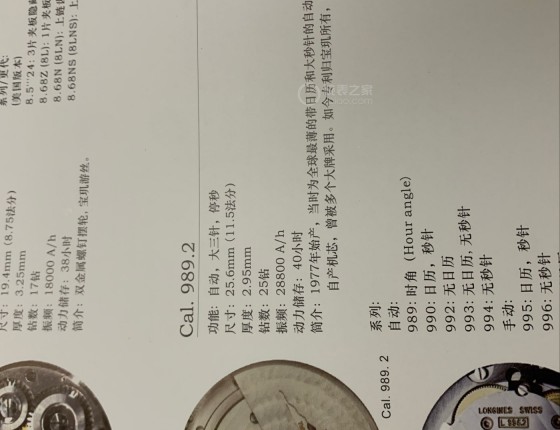 系列/更代:
(美国版本)
8.5'''24: 3片夹板隐藏
8.68Z (8L): 1片夹板
8.68N (8LN): 上链
8.68NS (8LNS): 上
尺寸: 19.4mm (8.75法分)
厚度: 3.25mm
钻数: 17钻
振频: 18000 A/h
动力储存: 38小时
简介: 双金属螺钉摆轮, 宝玑游丝。
Cal. 989.2
功能: 自动, 大三针, 停秒
尺寸: 25.6mm (11.5法分)
厚度: 2.95mm
钻数: 25钻
振频: 28800 A/h
动力储存: 40小时
简介: 1977年始产, 当时为全球最薄的带日历和大秒针的自动
自产机芯, 曾被多个大牌采用。如今专利归宝玑所有,
系列:
自动:
989: 时角 (Hour angle)
990: 日历, 秒针
992: 无日历
993: 无日历, 无秒针
994: 无秒针
手动:
995: 日历, 秒针
996: 无秒针
Cal. 989. 2
LONGINES SWISS
表之家